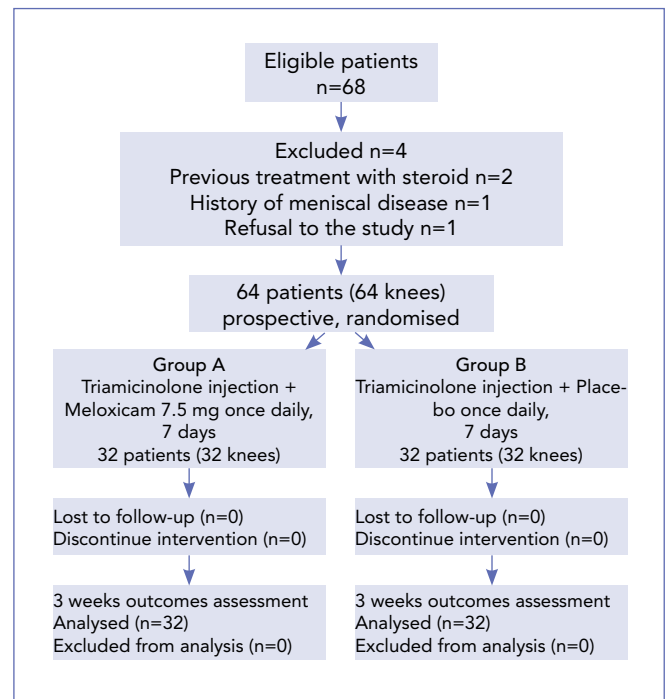 Eligible patients
n=68
Excluded n=4
Previous treatment with steroid n=2
History of meniscal disease n=1
Refusal to the study n=1
64 patients (64 knees)
prospective, randomised
Group A
Triamicinolone injection +
Meloxicam 7.5 mg once daily,
7 days
32 patients (32 knees)
Group B
Triamicinolone injection + Place-
bo once daily,
7 days
32 patients (32 knees)
Lost to follow-up (n=0)
Discontinue intervention (n=0)
Lost to follow-up (n=0)
Discontinue intervention (n=0)
3 weeks outcomes assessment
Analysed (n=32)
Excluded from analysis (n=0)
3 weeks outcomes assessment
Analysed (n=32)
Excluded from analysis (n=0)